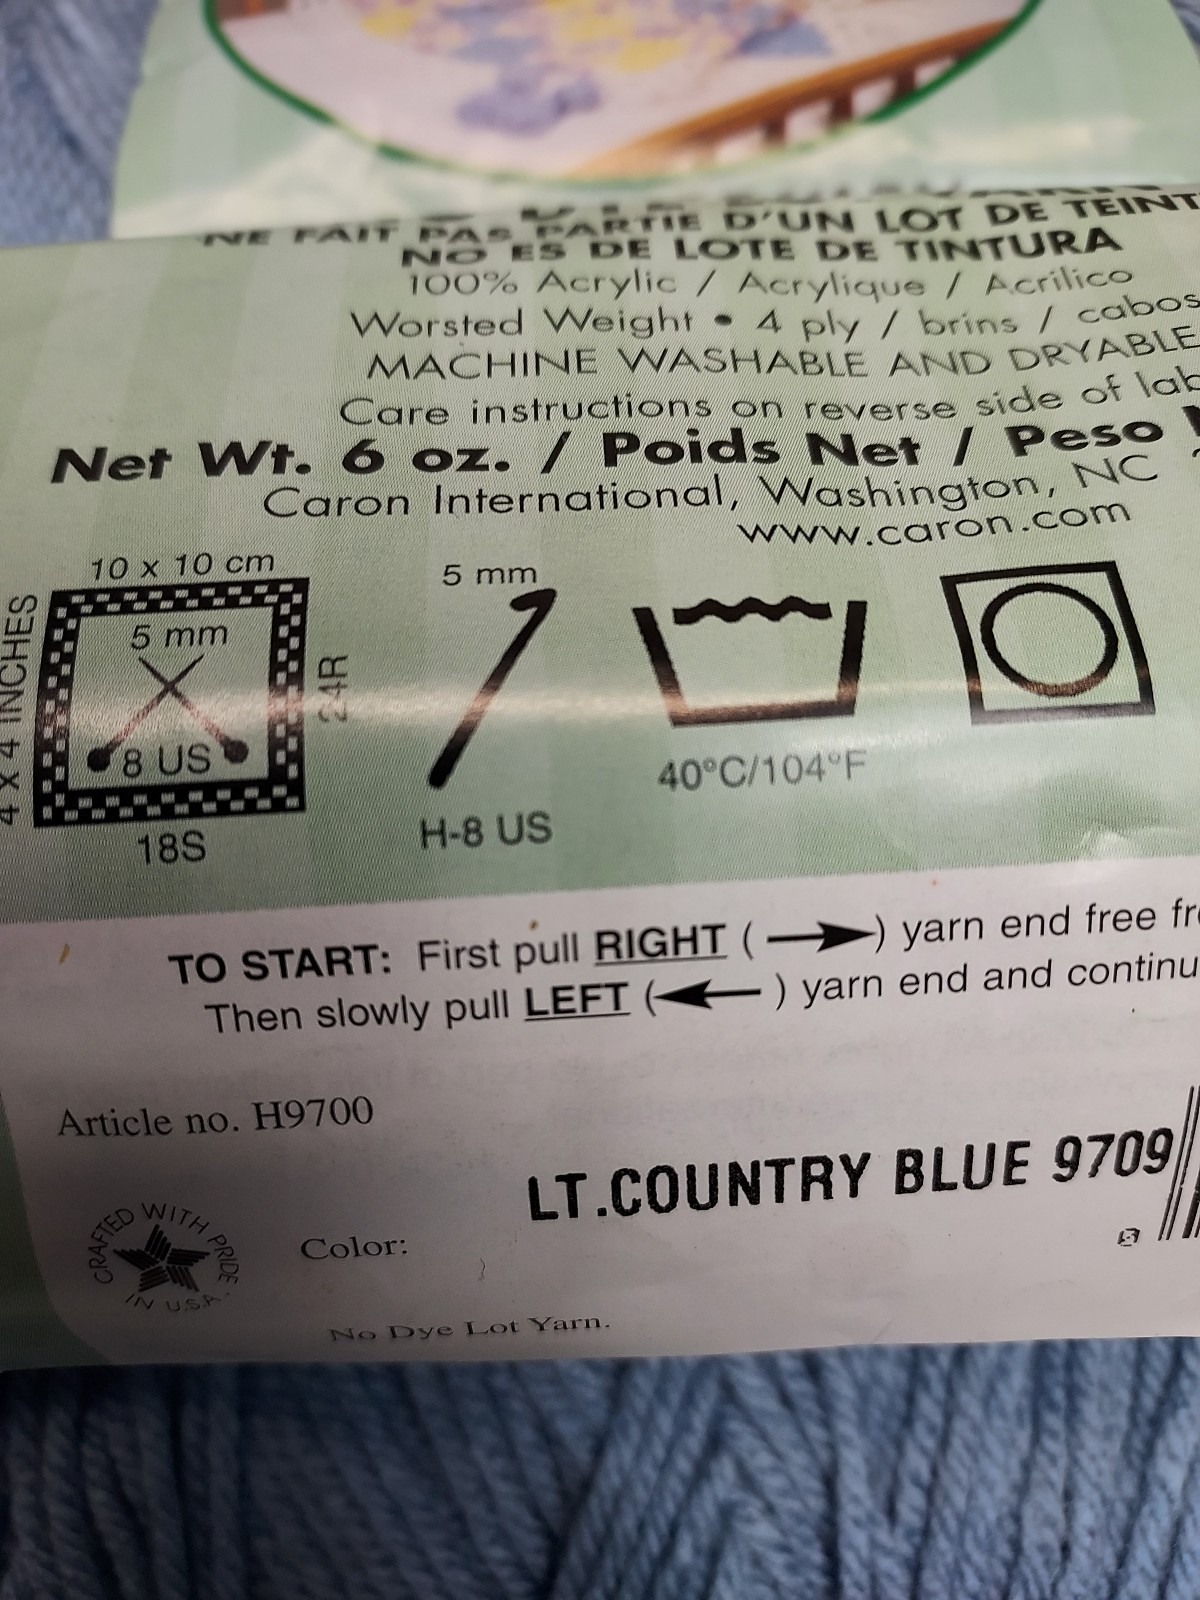 NE FAIT PAS PARTIE D'UN LOT DE TEINT
NO ES DE LOTE DE TINTURA
100% Acrylic / Acrylique / Acrílico
Worsted Weight • 4 ply / brins / cabos
MACHINE WASHABLE AND DRYABLE
Care instructions on reverse side of lab
Net Wt. 6 oz. / Poids Net / Peso
Caron International, Washington, NC
www.caron.com
10 x 10 cm
4 X 4 INCHES
5 mm
8 US
24R
18S
5 mm
H-8 US
40°C/104°F
TO START: First pull RIGHT (→) yarn end free fr
Then slowly pull LEFT (←) yarn end and continu
Article no. H9700
LT.COUNTRY BLUE 9709
Color:
CRAFTED WITH PRIDE
IN U.S.A.
No Dye Lot Yarn.